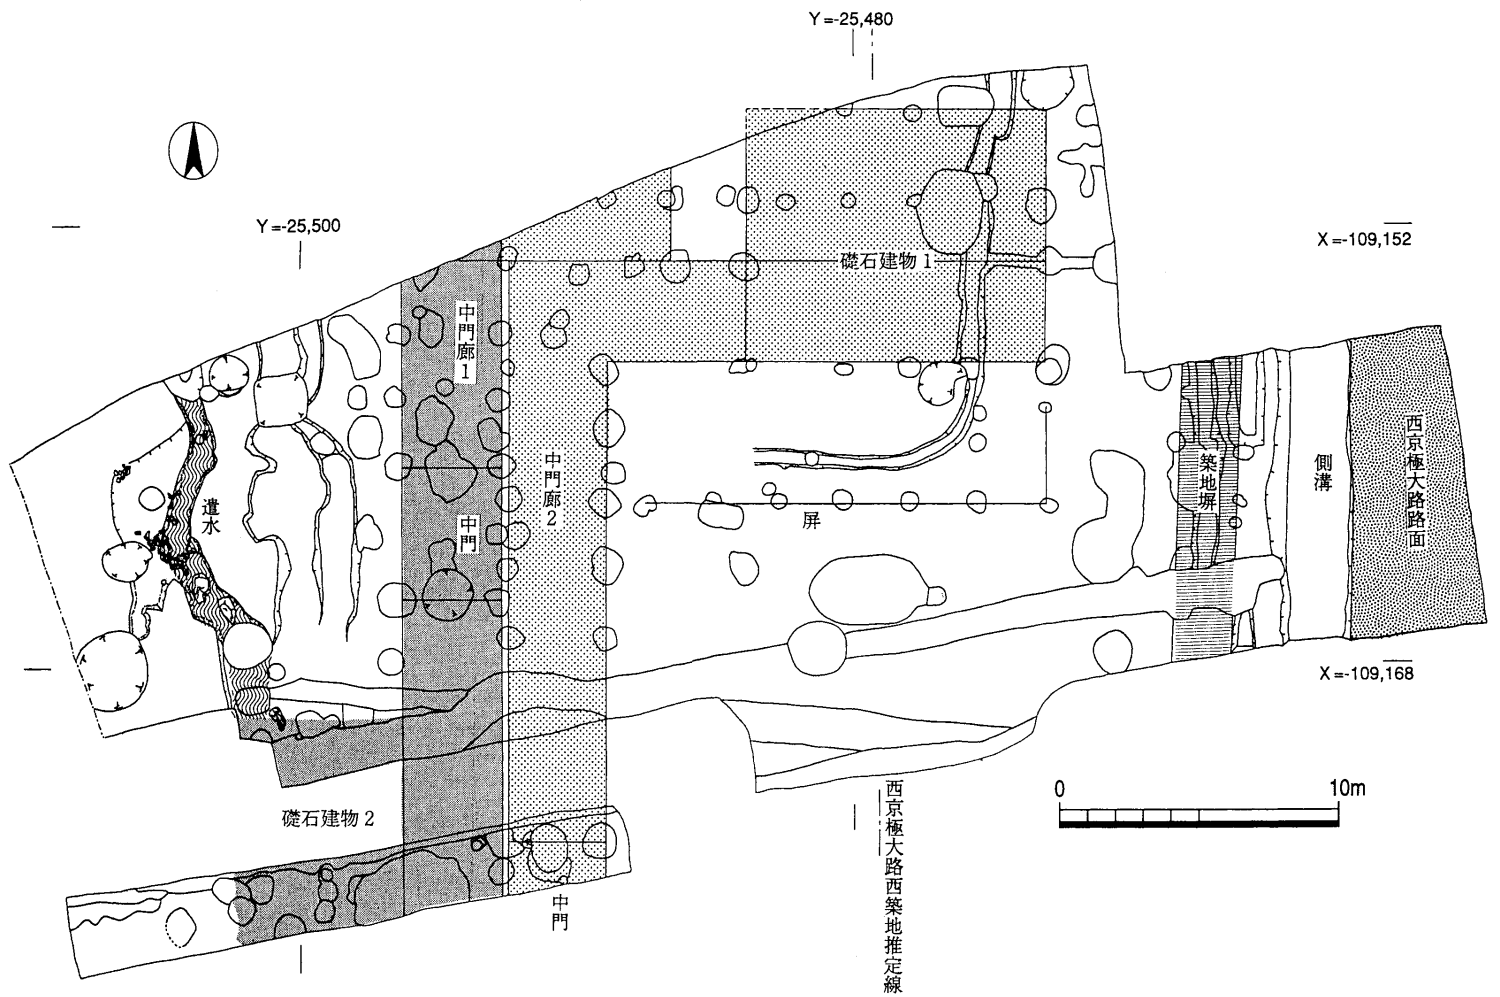 Y=-25,480
Y=-25,500
X=-109,152
礎石建物1
中門廊1
中門廊2
中門
遣水
屏
築地塀
側溝
西京極大路路面
X=-109,168
0 10m
礎石建物2
中門
西京極大路西築地推定線